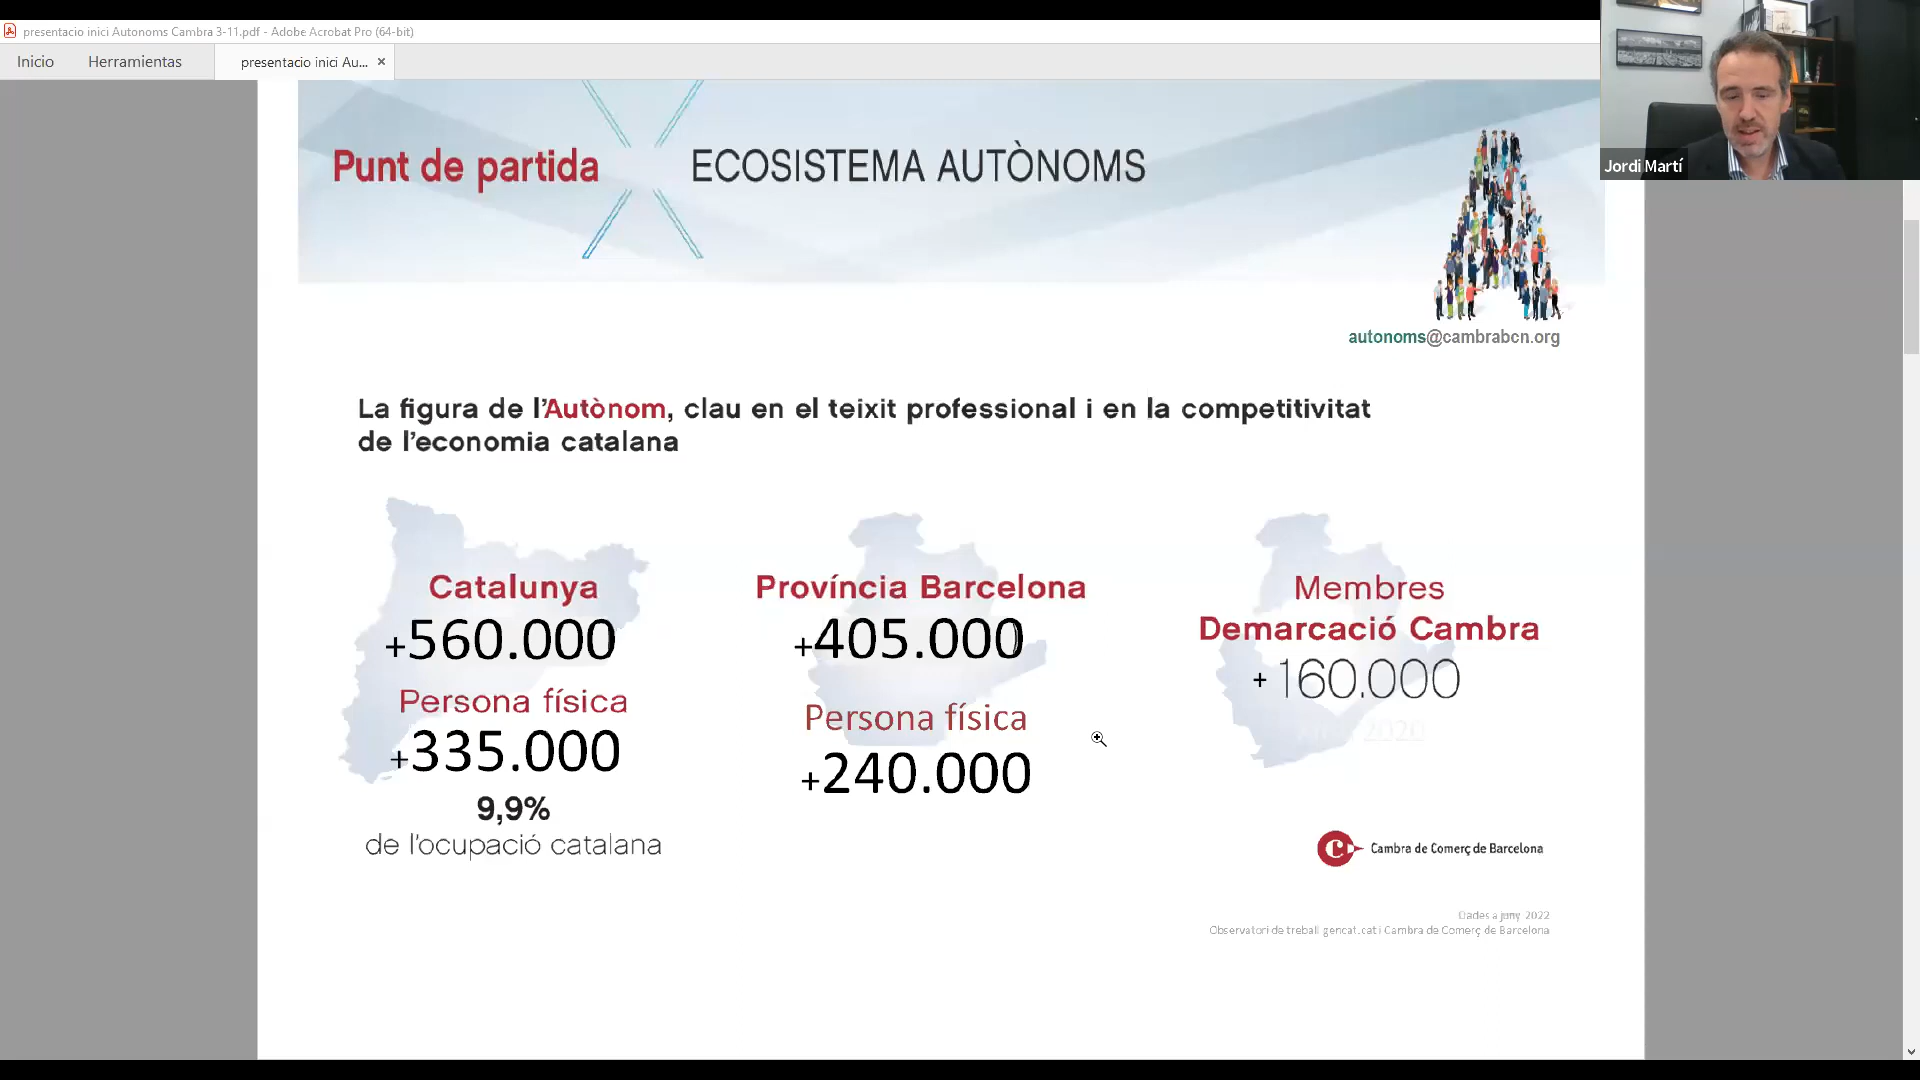 presentacio inici Autonoms Cambra 3-11.pdf - Adobe Acrobat Pro (64-bit)
Inicio
Herramientas
presentacio inici Au...
Jordi Martí
Punt de partida
ECOSISTEMA AUTÒNOMS
autonoms@cambrabcn.org
La figura de l'Autònom, clau en el teixit professional i en la competitivitat
de l'economia catalana
Catalunya
+560.000
Persona física
+335.000
9,9%
de l'ocupació catalana
Província Barcelona
+405.000
Persona física
+240.000
Membres
Demarcació Cambra
+ 160.000
2020
Cambra de Comerç de Barcelona
Dades a juny 2022
Observatori de treball gencat.cat i Cambra de Comerç de Barcelona